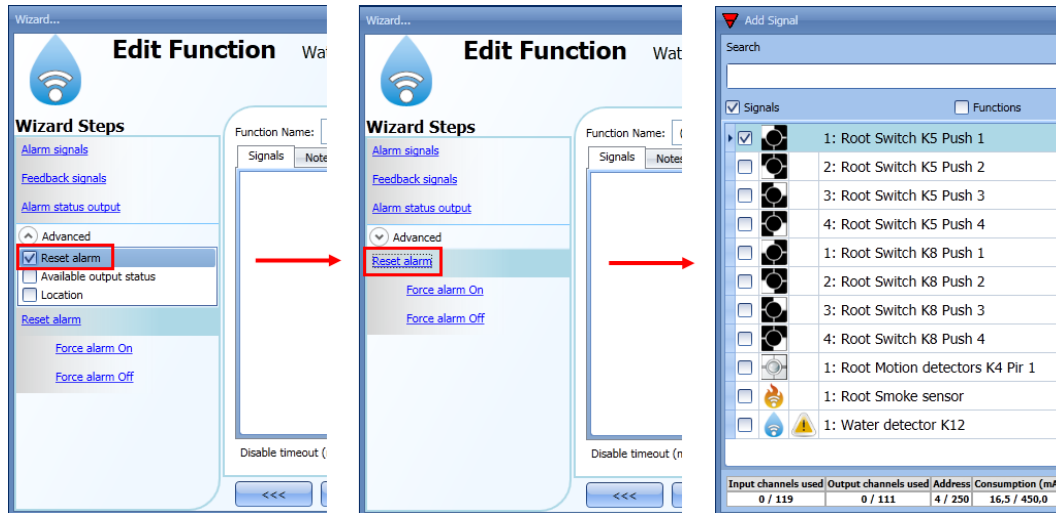 Wizard...
Edit Function
Wizard Steps
Alarm signals
Feedback signals
Alarm status output
Advanced
Reset alarm
Available output status
Location
Reset alarm
Force alarm On
Force alarm Off
Function Name:
Signals
Disable timeout (
<<<
Wizard...
Edit Function
Wizard Steps
Alarm signals
Feedback signals
Alarm status output
Advanced
Reset alarm
Force alarm On
Force alarm Off
Function Name:
Signals
Disable timeout (
<<<
Add Signal
Search
Signals Functions
1: Root Switch K5 Push 1
2: Root Switch K5 Push 2
3: Root Switch K5 Push 3
4: Root Switch K5 Push 4
1: Root Switch K8 Push 1
2: Root Switch K8 Push 2
3: Root Switch K8 Push 3
4: Root Switch K8 Push 4
1: Root Motion detectors K4 Pir 1
1: Root Smoke sensor
1: Water detector K12
Input channels used Output channels used Address Consumption (mA
0 / 119 0 / 111 4 / 250 16,5 / 450,0